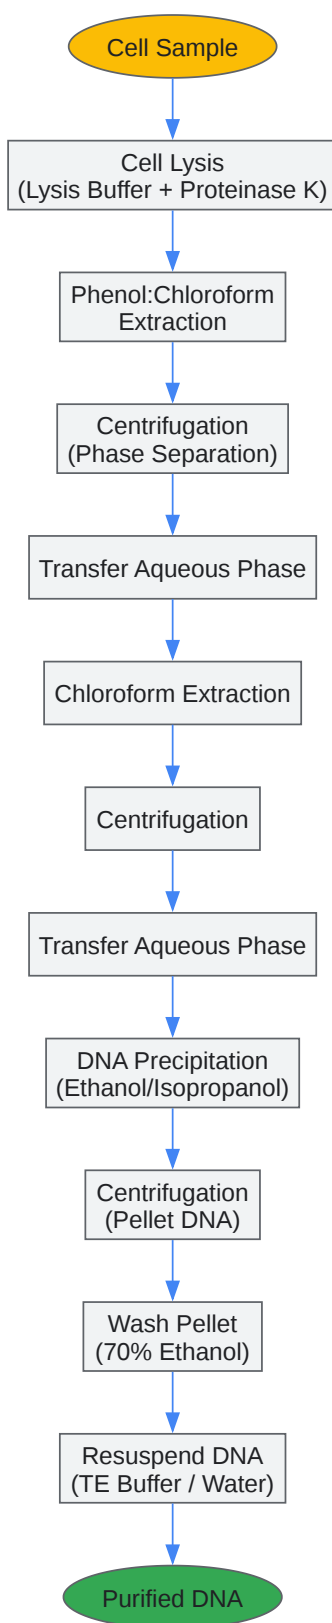 Cell Sample
Cell Lysis
(Lysis Buffer + Proteinase K)
Phenol:Chloroform
Extraction
Centrifugation
(Phase Separation)
Transfer Aqueous Phase
Chloroform Extraction
Centrifugation
Transfer Aqueous Phase
DNA Precipitation
(Ethanol/Isopropanol)
Centrifugation
(Pellet DNA)
Wash Pellet
(70% Ethanol)
Resuspend DNA
(TE Buffer / Water)
Purified DNA